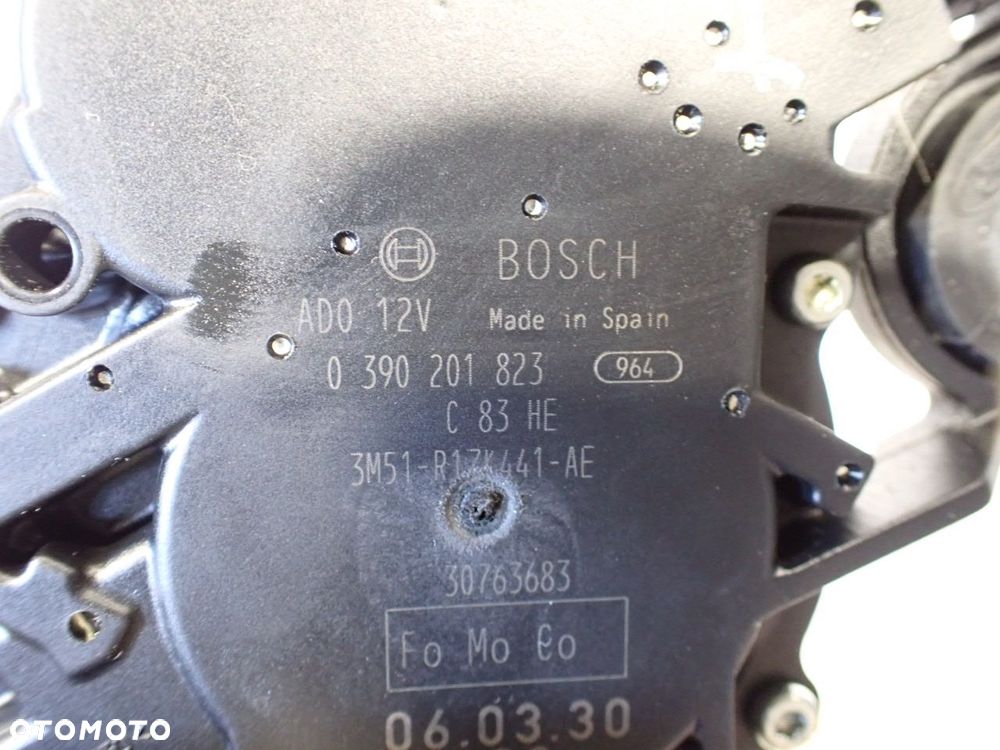 BOSCH
AD0 12V Made in Spain
0 390 201 823 964
C 83 HE
3M51-R17K441-AE
30763683
Fo Mo Co
06.03.30
OTOMOTO